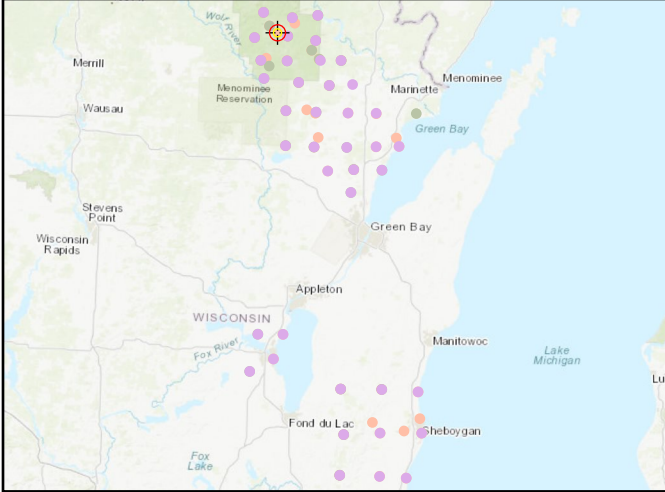 Wolf
River
Merrill
Menominee
Marinette
Menominee
Reservation
Wausau
Green Bay
Stevens
Point
Green Bay
Wisconsin
Rapids
Appleton
WISCONSIN
Manitowoc
Fox River
Lake
Michigan
Lu
Fond du Lac
Sheboygan
Fox
Lake